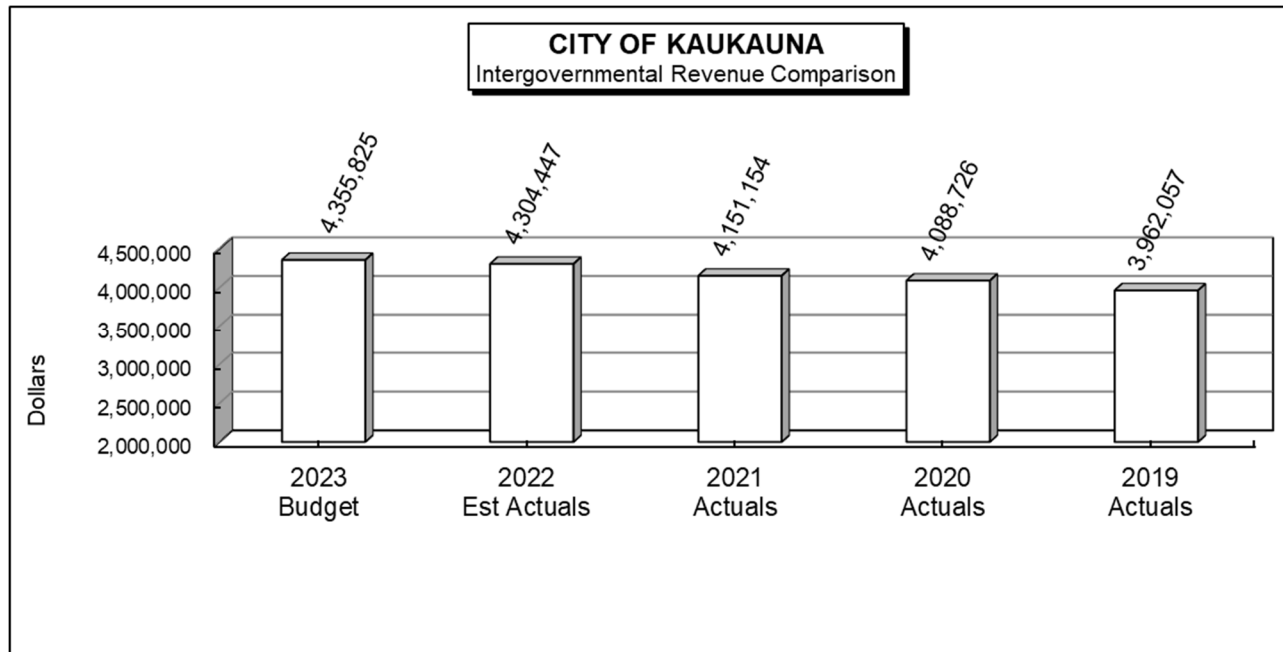 CITY OF KAUKAUNA
Intergovernmental Revenue Comparison
4,355,825
4,304,447
4,151,154
4,088,726
3,962,057
4,500,000
4,000,000
3,500,000
3,000,000
2,500,000
2,000,000
Dollars
2023
Budget
2022
Est Actuals
2021
Actuals
2020
Actuals
2019
Actuals